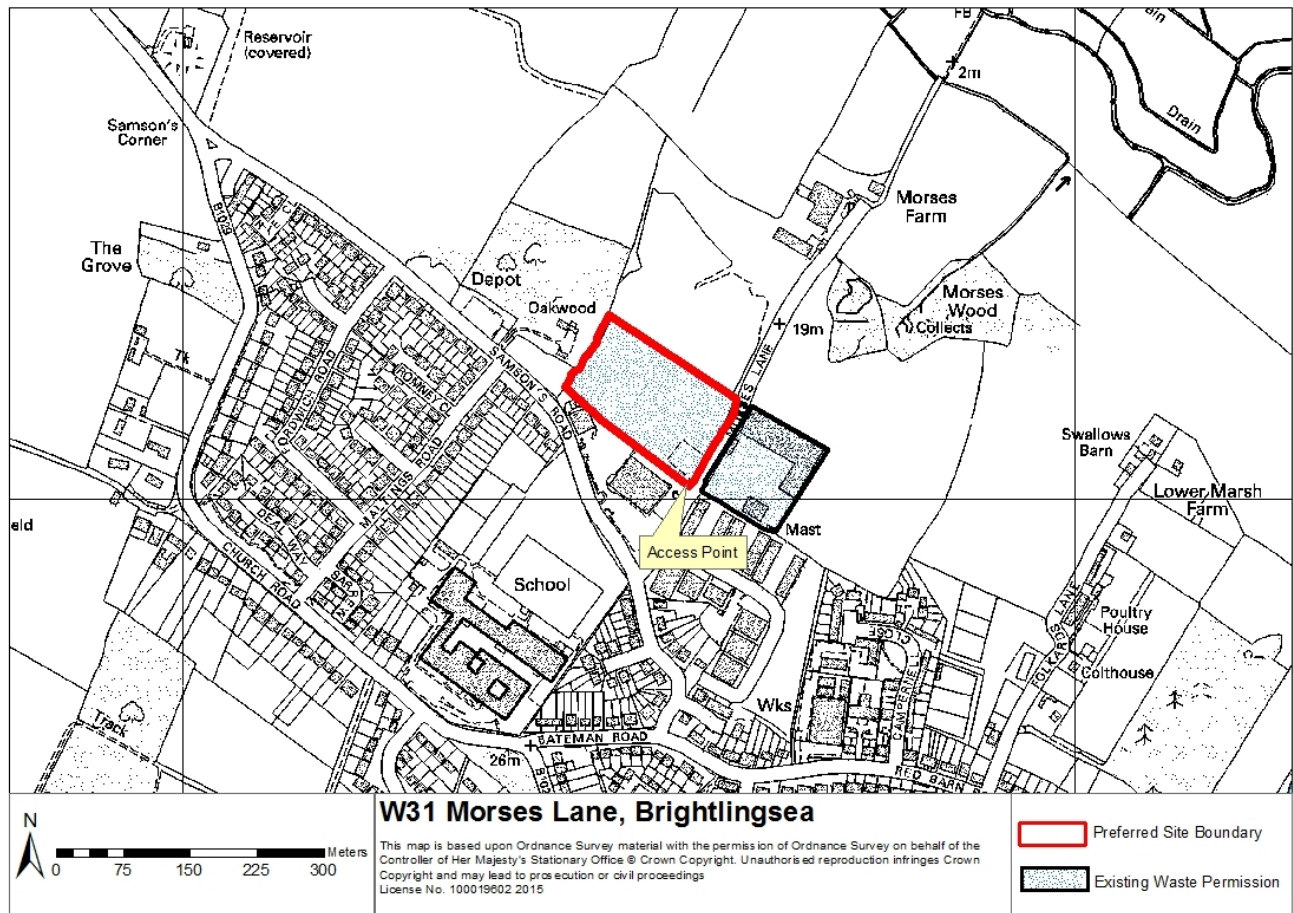 Reservoir
(covered)
FB
2m
Drain
Samson's
Corner
B1029
The
Grove
Morses
Farm
Depot
Oakwood
Morses
Wood
Collects
19m
Tk
ROMNEY C
SAMSON'S ROAD
MALTINGS ROAD
DEAL WAY
CHURCH ROAD
Swallows
Barn
Lower Marsh
Farm
Mast
Access Point
School
Poultry
House
Colthouse
CLOSE
Wks
Track
BATEMAN ROAD
26m
RED BARN
N
Meters
0 75 150 225 300
W31 Morses Lane, Brightlingsea
This map is based upon Ordnance Survey material with the permission of Ordnance Survey on behalf of the
Controller of Her Majesty's Stationary Office © Crown Copyright. Unauthorised reproduction infringes Crown
Copyright and may lead to prosecution or civil proceedings
License No. 100019602 2015
Preferred Site Boundary
Existing Waste Permission